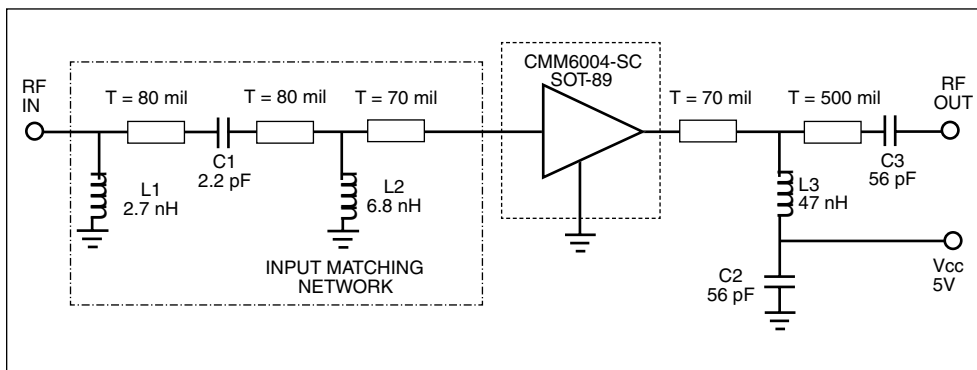 CMM6004-SC
SOT-89
RF
IN
T = 80 mil
T = 80 mil
T = 70 mil
T = 70 mil
T = 500 mil
RF
OUT
C1
2.2 pF
C3
56 pF
L1
2.7 nH
L2
6.8 nH
L3
47 nH
INPUT MATCHING
NETWORK
C2
56 pF
Vcc
5V